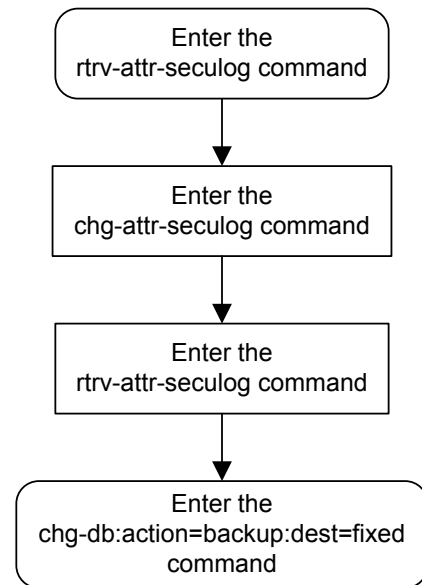 Enter the
rtrv-attr-seculog command
Enter the
chg-attr-seculog command
Enter the
rtrv-attr-seculog command
Enter the
chg-db:action=backup:dest=fixed
command